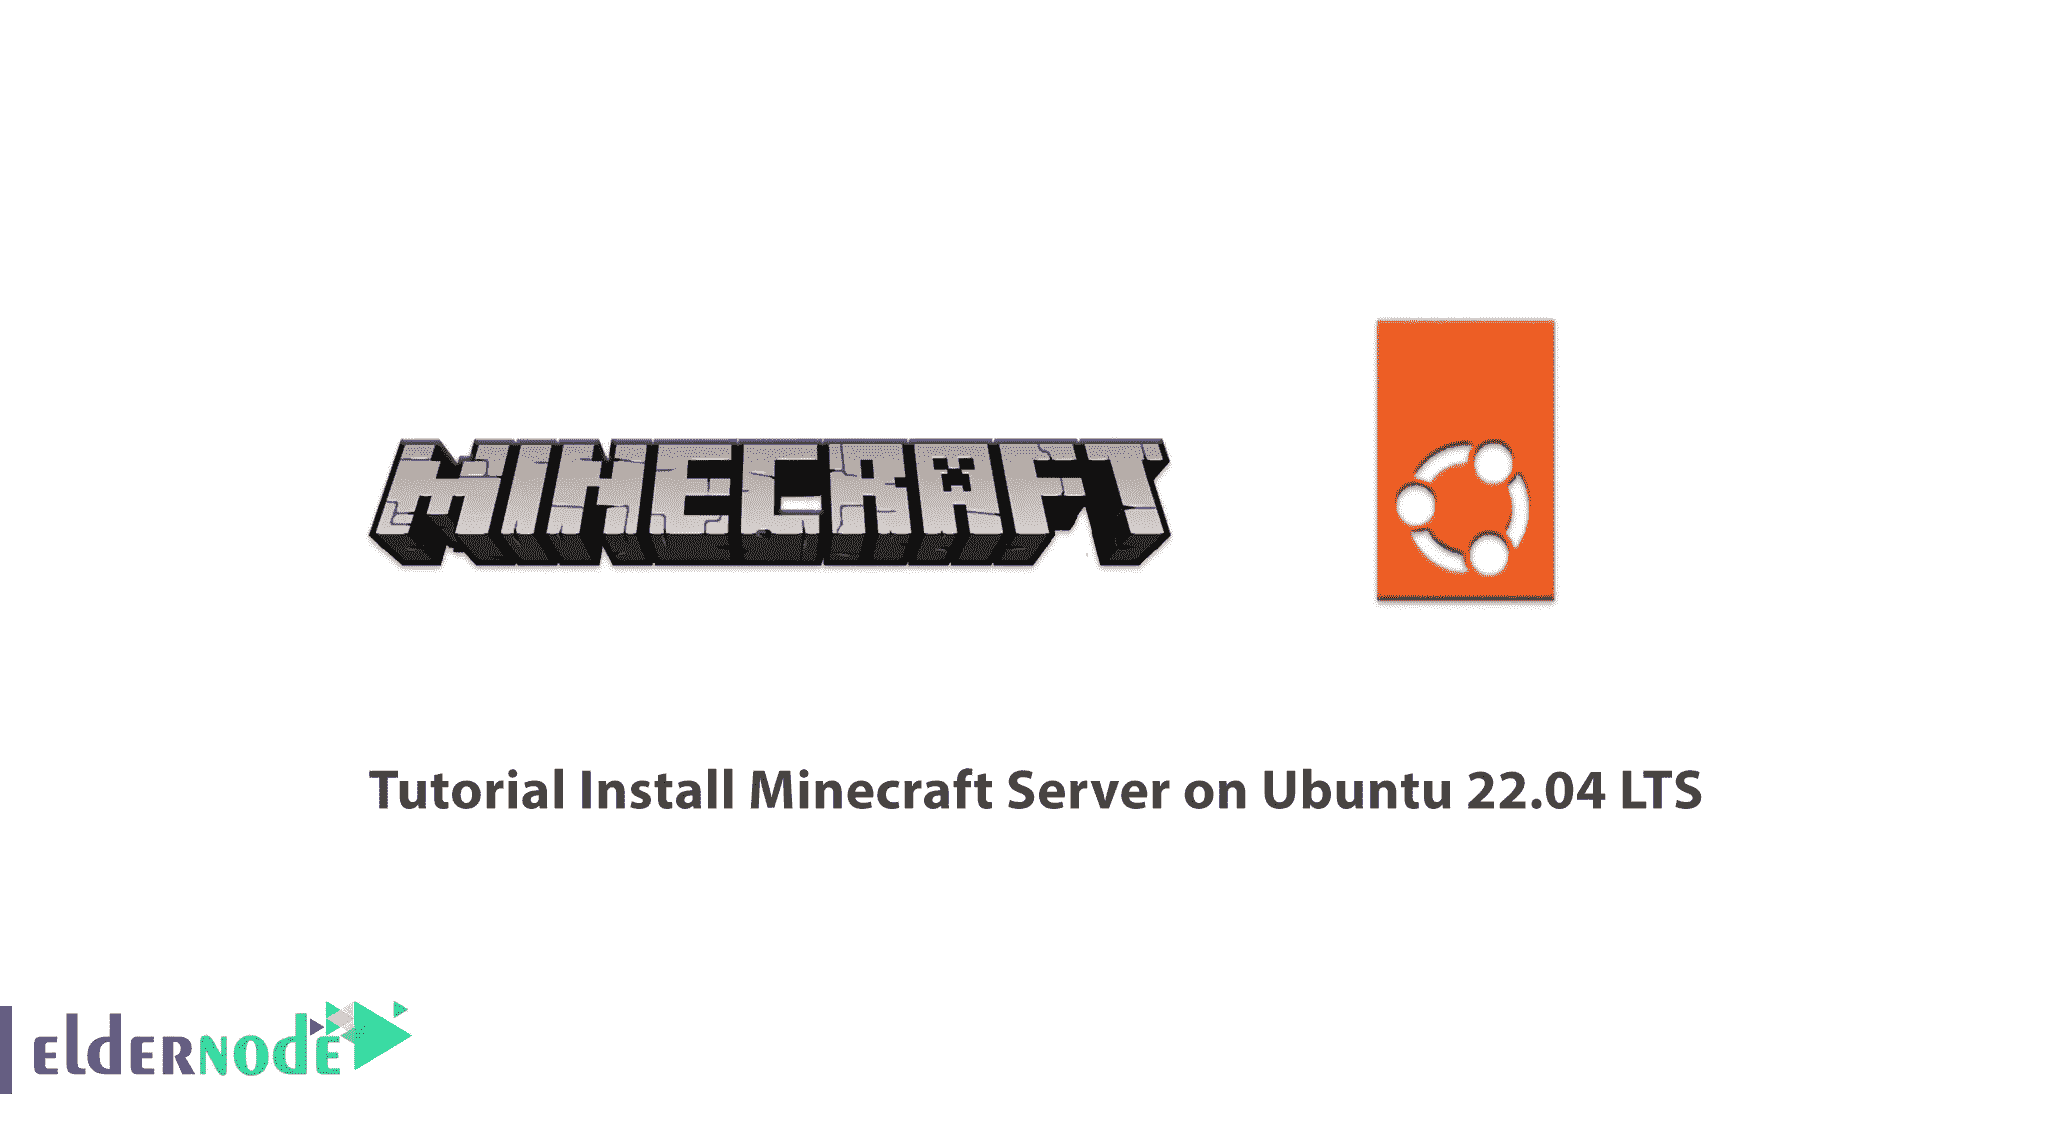 MINECRAFT
Tutorial Install Minecraft Server on Ubuntu 22.04 LTS
EldERNodE